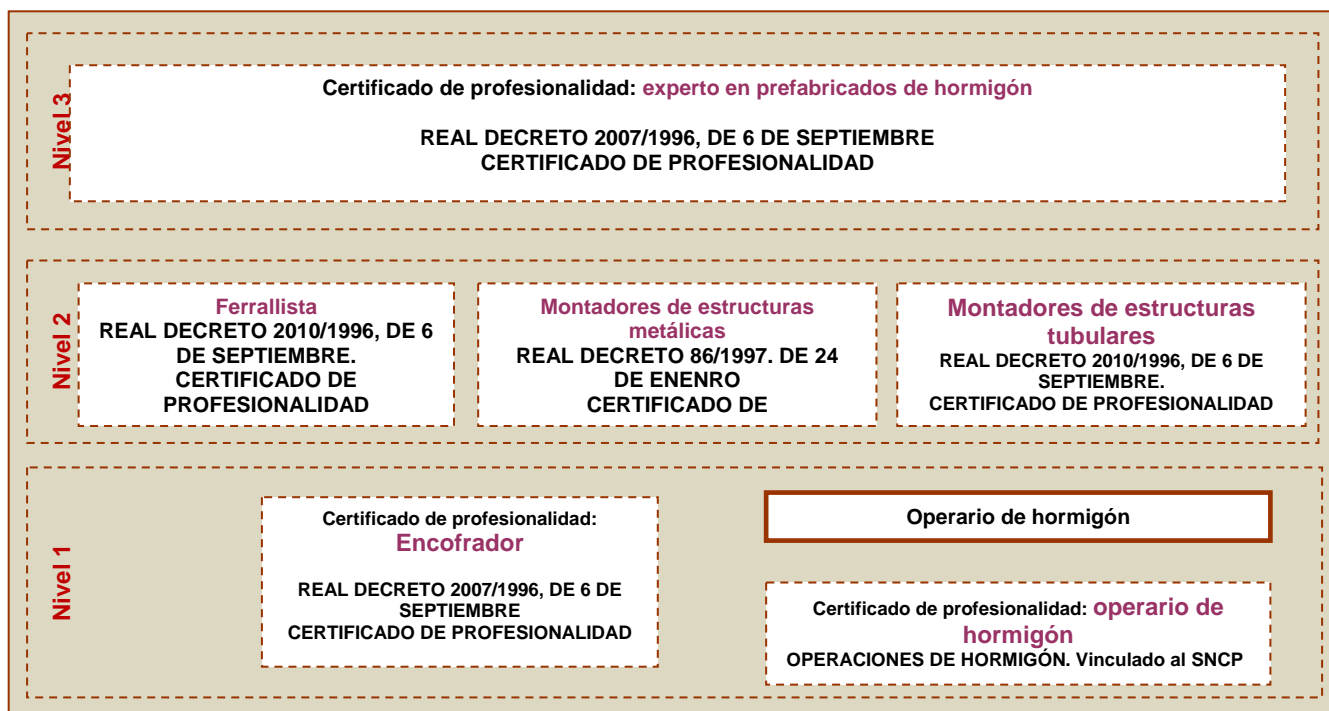 Nivel 3
Certificado de profesionalidad: experto en prefabricados de hormigón
REAL DECRETO 2007/1996, DE 6 DE SEPTIEMBRE
CERTIFICADO DE PROFESIONALIDAD
Nivel 2
Ferrallista
REAL DECRETO 2010/1996, DE 6
DE SEPTIEMBRE.
CERTIFICADO DE
PROFESIONALIDAD
Montadores de estructuras
metálicas
REAL DECRETO 86/1997. DE 24
DE ENENRO
CERTIFICADO DE
Montadores de estructuras
tubulares
REAL DECRETO 2010/1996, DE 6 DE
SEPTIEMBRE.
CERTIFICADO DE PROFESIONALIDAD
Nivel 1
Certificado de profesionalidad:
Encofrador
REAL DECRETO 2007/1996, DE 6 DE
SEPTIEMBRE
CERTIFICADO DE PROFESIONALIDAD
Operario de hormigón
Certificado de profesionalidad: operario de
hormigón
OPERACIONES DE HORMIGÓN. Vinculado al SNCP